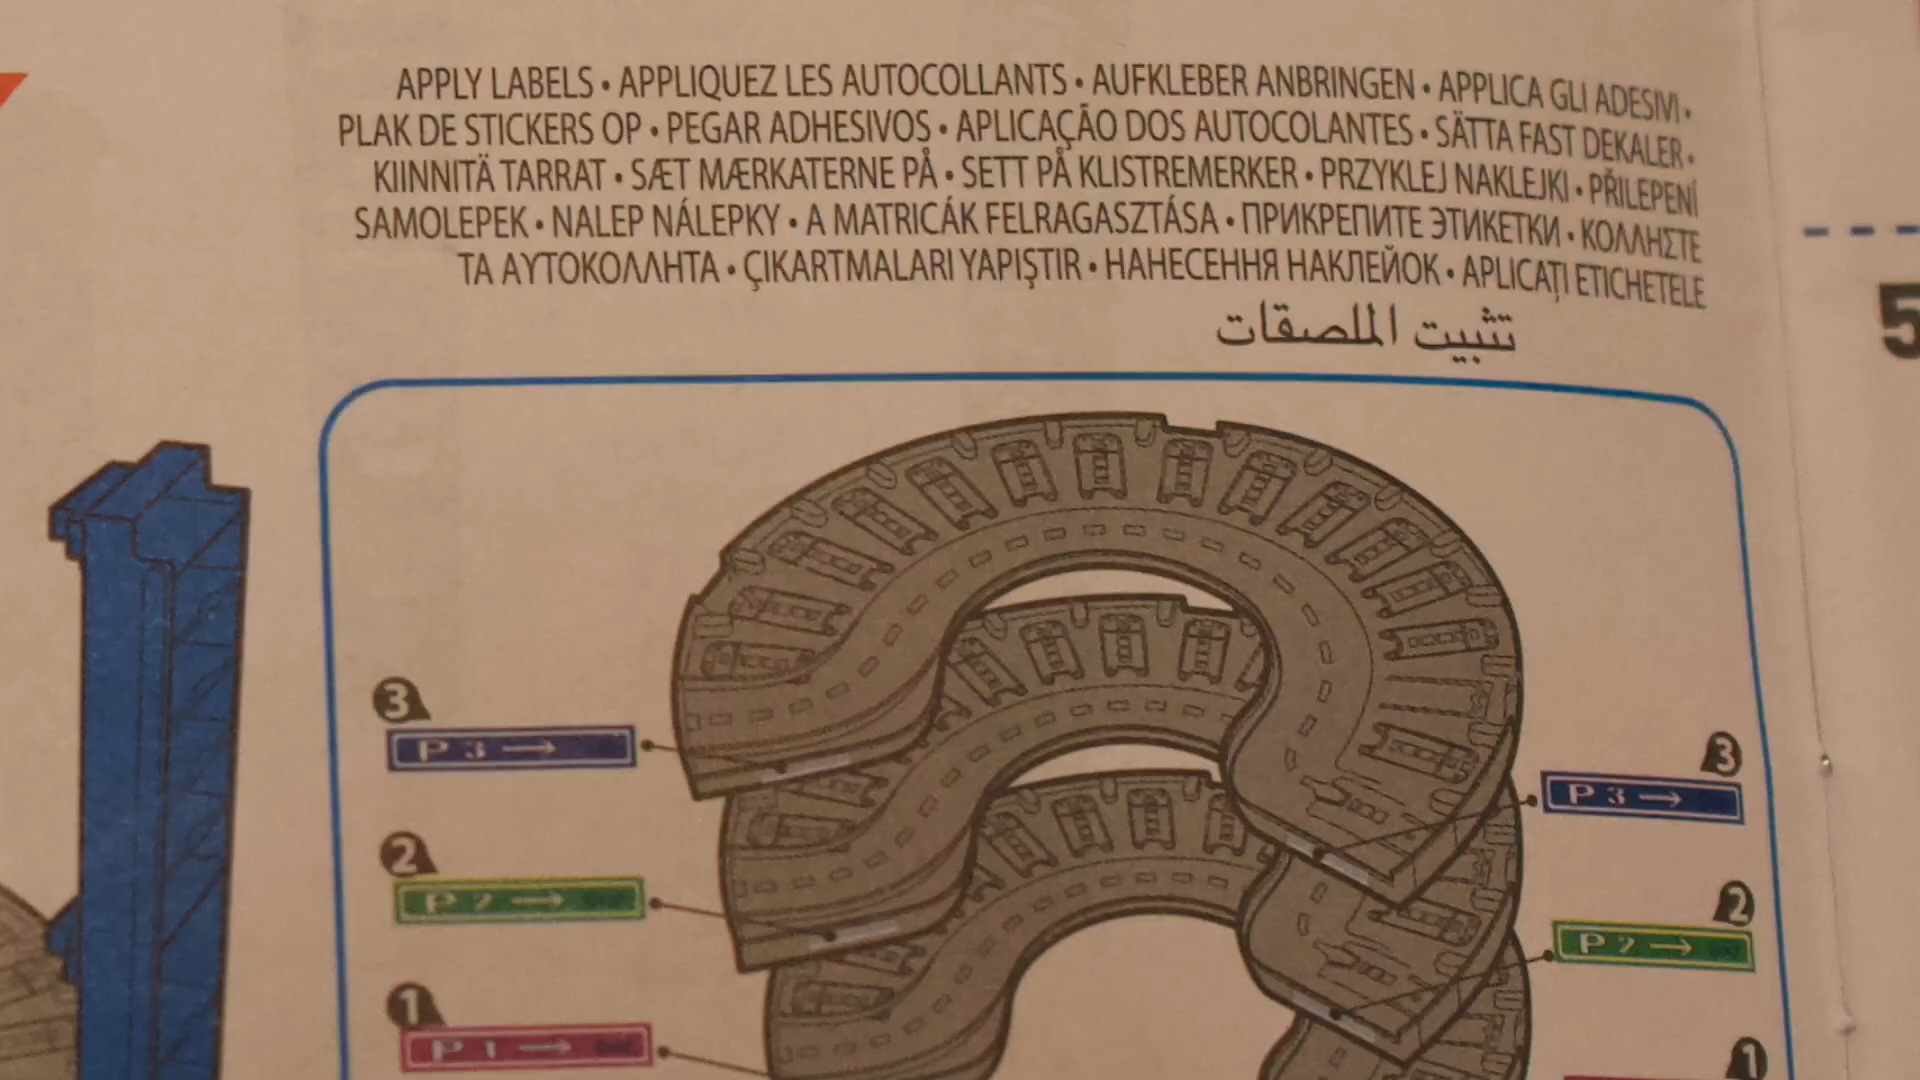 APPLY LABELS • APPLIQUEZ LES AUTOCOLLANTS • AUFKLEBER ANBRINGEN • APPLICA GLI ADESIVI •
PLAK DE STICKERS OP • PEGAR ADHESIVOS • APLICAÇÃO DOS AUTOCOLANTES • SÄTTA FAST DEKALER •
KIINNITÄ TARRAT • SÆT MÆRKATERNE PÅ • SETT PÅ KLISTREMERKER • PRZYKLEJ NAKLEJKI • PŘILEPENÍ
SAMOLEPEK • NALEP NÁLEPKY • A MATRICÁK FELRAGASZTÁSA • ПРИКРЕПИТЕ ЭТИКЕТКИ • ΚΟΛΛΗΣΤΕ
ΤΑ ΑΥΤΟΚΟΛΛΗΤΑ • ÇIKARTMALARI YAPIŞTIR • НАНЕСЕННЯ НАКЛЕЙОК • APLICAȚI ETICHETELE
تثبيت الملصقات
5
3
P 3 →
3
P 3 →
2
P 2 →
2
P 2 →
1
P 1 →
1